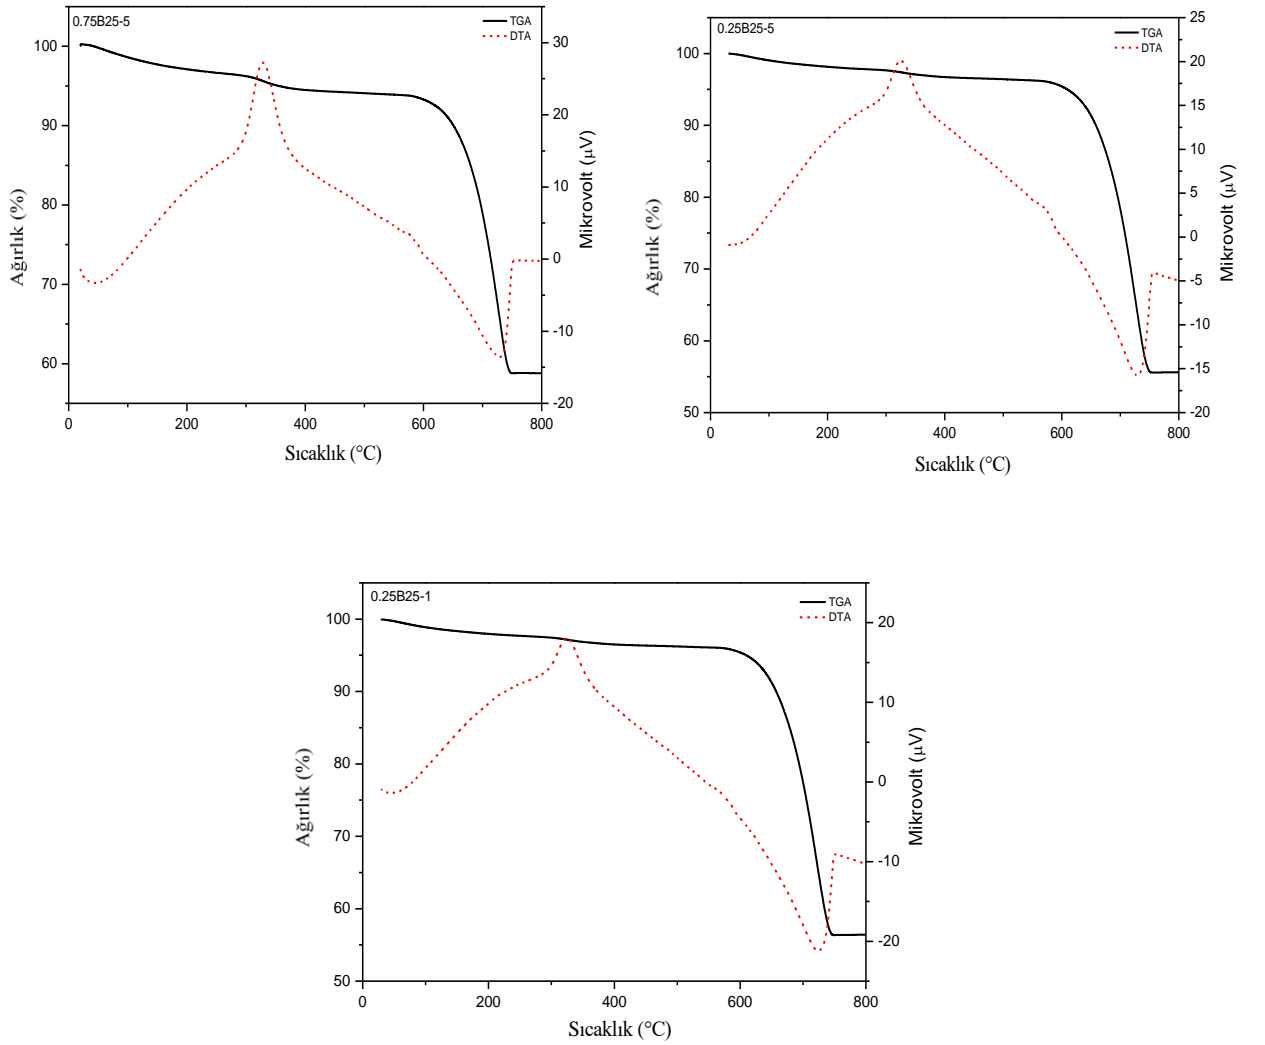 0.75B25-5
TGA
DTA
100
90
80
70
60
30
20
10
0
-10
-20
0
200
400
600
800
Ağırlık (%)
Mikrovolt (µV)
Sıcaklık (°C)
0.25B25-5
TGA
DTA
100
90
80
70
60
50
25
20
15
10
5
0
-5
-10
-15
-20
0
200
400
600
800
Ağırlık (%)
Mikrovolt (µV)
Sıcaklık (°C)
0.25B25-1
TGA
DTA
100
90
80
70
60
50
20
10
0
-10
-20
0
200
400
600
800
Ağırlık (%)
Mikrovolt (µV)
Sıcaklık (°C)